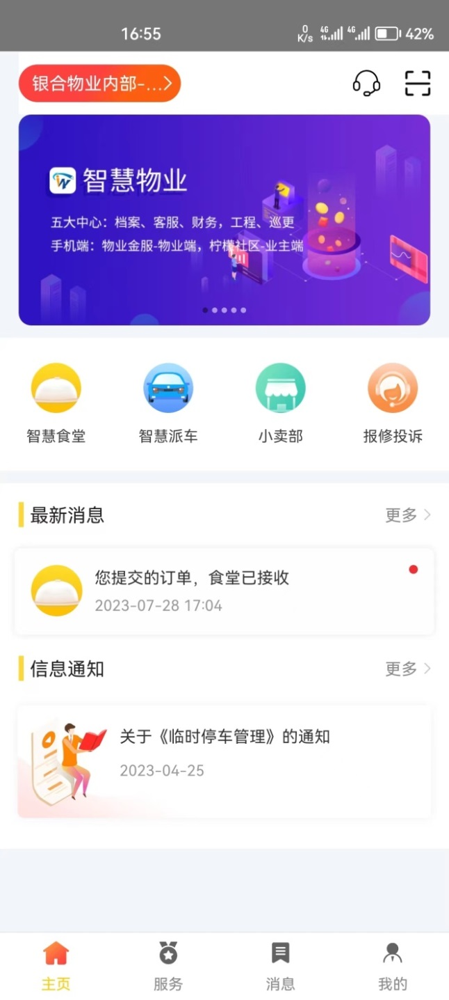 16:55
0
K/s
4G
4G
42%
银合物业内部-...
智慧物业
五大中心：档案、客服、财务，工程、巡更
手机端：物业金服-物业端，柠檬社区-业主端
智慧食堂
智慧派车
小卖部
报修投诉
最新消息
更多
您提交的订单，食堂已接收
2023-07-28 17:04
信息通知
更多
关于《临时停车管理》的通知
2023-04-25
主页
服务
消息
我的